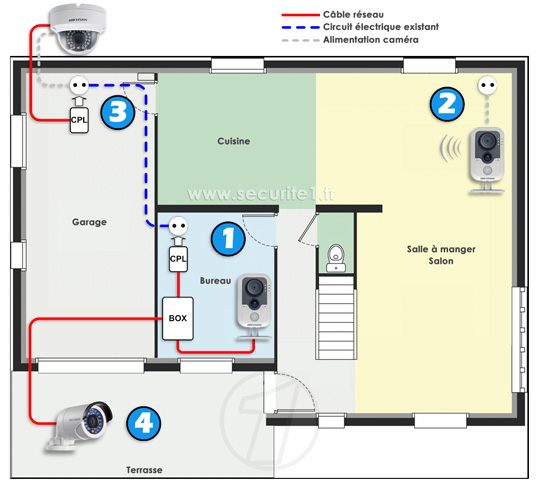 Câble réseau
Circuit électrique existant
Alimentation caméra
CPL
3
2
Cuisine
www.securite1.fr
Garage
1
CPL
Bureau
Salle à manger
Salon
BOX
4
Terrasse